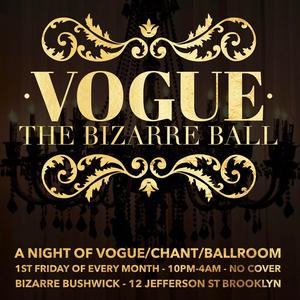 · VOGUE ·
THE BIZARRE BALL
A NIGHT OF VOGUE/CHANT/BALLROOM
1ST FRIDAY OF EVERY MONTH - 10PM-4AM - NO COVER
BIZARRE BUSHWICK - 12 JEFFERSON ST BROOKLYN